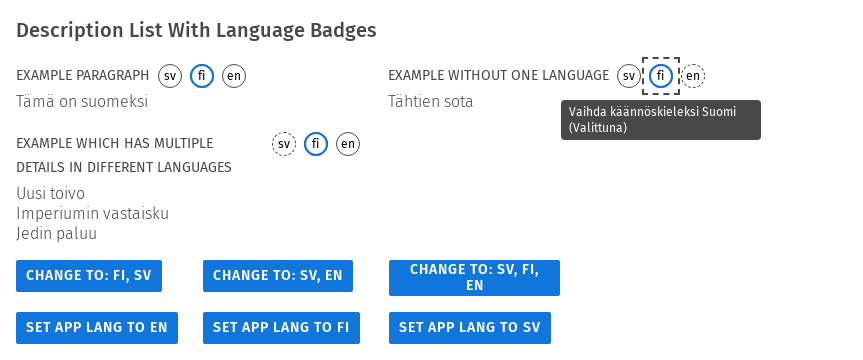 Description List With Language Badges
EXAMPLE PARAGRAPH sv fi en
Tämä on suomeksi
EXAMPLE WITHOUT ONE LANGUAGE sv fi en
Tähtien sota
Vaihda käännöskieleksi Suomi
(Valittuna)
EXAMPLE WHICH HAS MULTIPLE
DETAILS IN DIFFERENT LANGUAGES
sv fi en
Uusi toivo
Imperiumin vastaisku
Jedin paluu
CHANGE TO: FI, SV
CHANGE TO: SV, EN
CHANGE TO: SV, FI,
EN
SET APP LANG TO EN
SET APP LANG TO FI
SET APP LANG TO SV